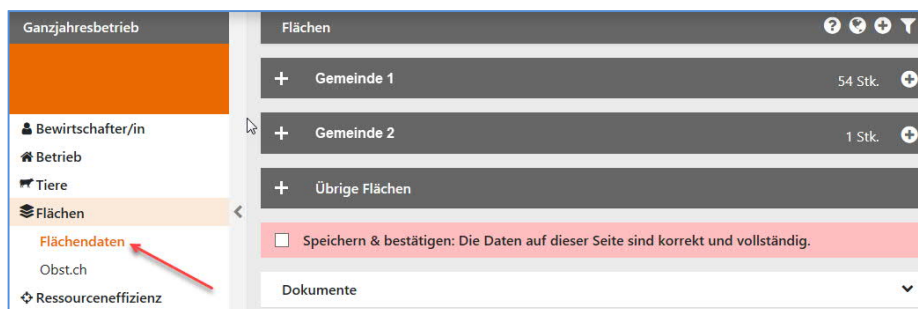 Ganzjahresbetrieb
Bewirtschafter/in
Betrieb
Tiere
Flächen
Flächendaten
Obst.ch
Ressourceneffizienz
Flächen
Gemeinde 1 54 Stk.
Gemeinde 2 1 Stk.
Übrige Flächen
Speichern & bestätigen: Die Daten auf dieser Seite sind korrekt und vollständig.
Dokumente